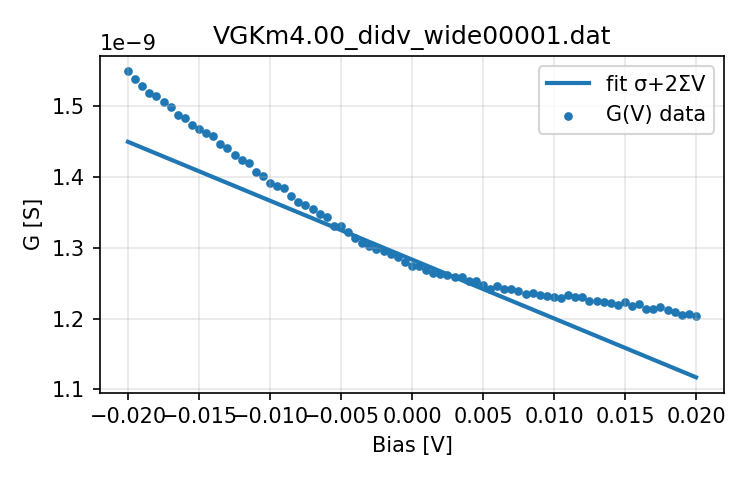 VGKm4.00_didv_wide00001.dat
1e−9
fit σ+2ΣV
G(V) data
1.5
1.4
1.3
1.2
1.1
G [S]
−0.020 −0.015 −0.010 −0.005 0.000 0.005 0.010 0.015 0.020
Bias [V]